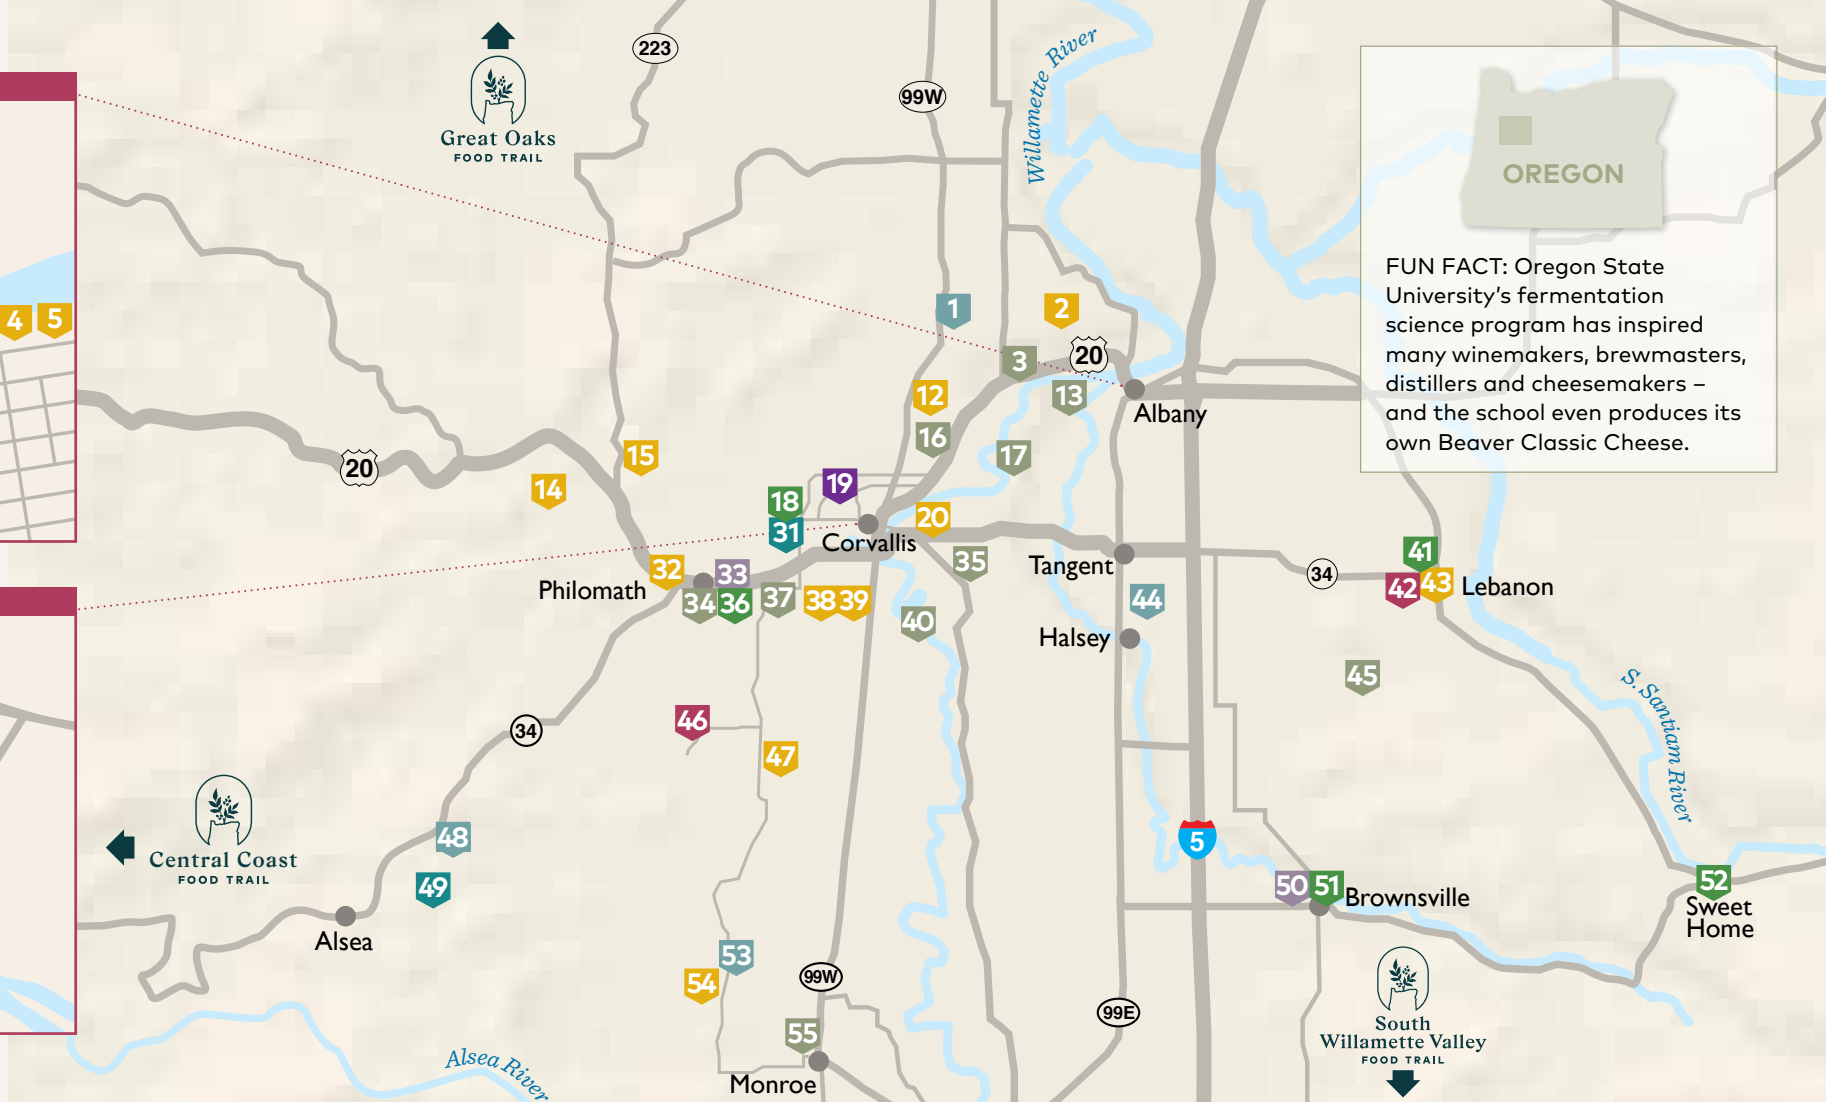 223
99W
Willamette River
Great Oaks
FOOD TRAIL
OREGON
FUN FACT: Oregon State
University's fermentation
science program has inspired
many winemakers, brewmasters,
distillers and cheesemakers –
and the school even produces its
own Beaver Classic Cheese.
4
5
1
2
3
20
12
13
Albany
16
17
15
20
14
19
18
20
31
Corvallis
35
Tangent
34
41
42
43
Lebanon
32
33
Philomath
34
36
37
38
39
40
44
Halsey
45
S. Santiam River
46
34
47
Central Coast
FOOD TRAIL
48
49
5
50
51
Brownsville
52
Sweet
Home
Alsea
53
54
99W
99E
55
Monroe
South
Willamette Valley
FOOD TRAIL
Alsea River